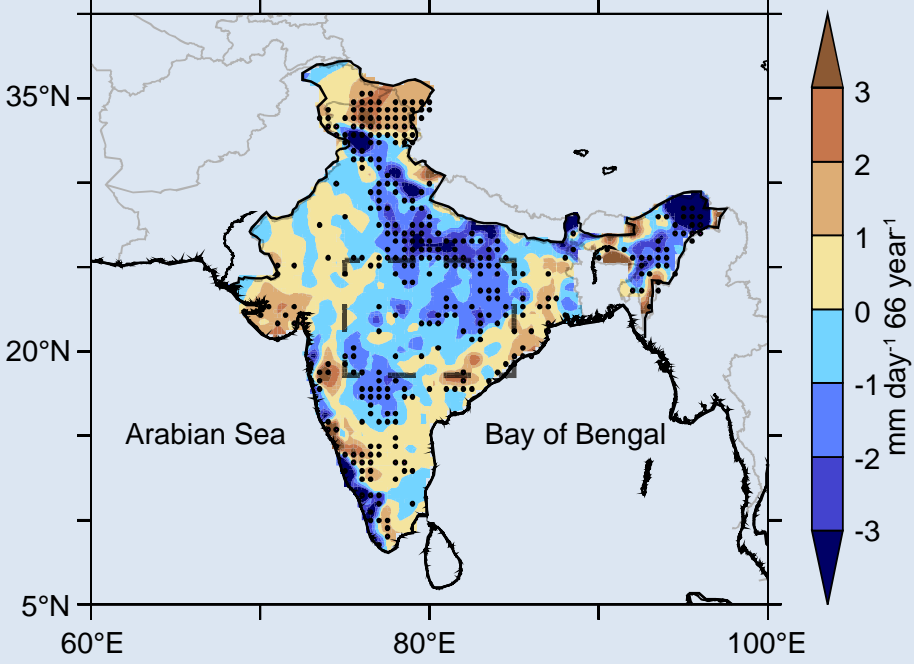 35°N
20°N
5°N
60°E
80°E
100°E
Arabian Sea
Bay of Bengal
3
2
1
0
-1
-2
-3
mm day⁻¹ 66 year⁻¹